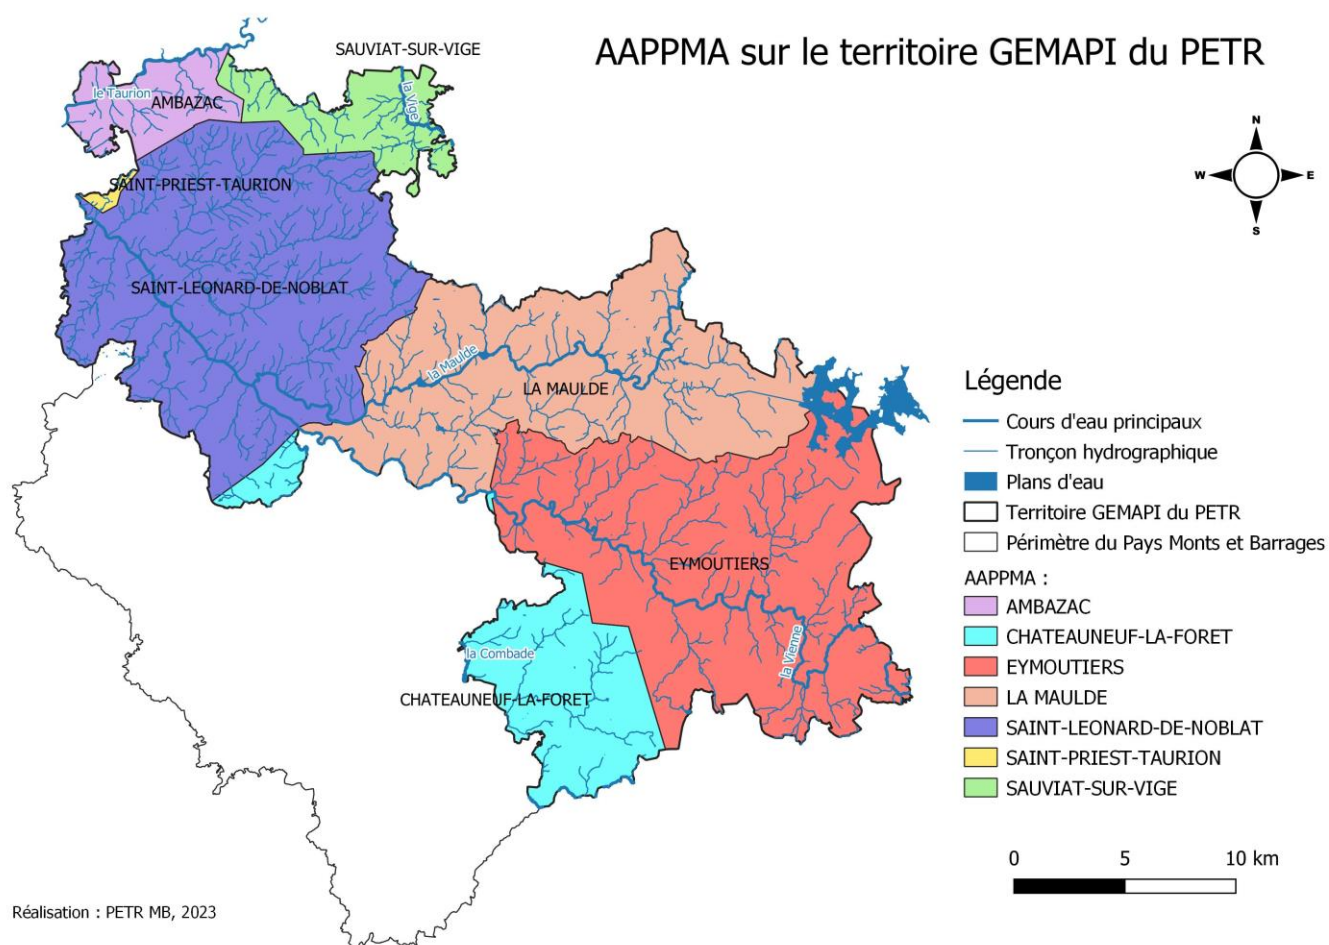 AAPPMA sur le territoire GEMAPI du PETR
SAUVIAT-SUR-VIGE
le Taurion
AMBAZAC
la Vige
SAINT-PRIEST-TAURION
SAINT-LEONARD-DE-NOBLAT
la Maulde
LA MAULDE
EYMOUTIERS
la Vienne
la Combade
CHATEAUNEUF-LA-FORET
N
W
E
S
Légende
Cours d'eau principaux
Tronçon hydrographique
Plans d'eau
Territoire GEMAPI du PETR
Périmètre du Pays Monts et Barrages
AAPPMA :
AMBAZAC
CHATEAUNEUF-LA-FORET
EYMOUTIERS
LA MAULDE
SAINT-LEONARD-DE-NOBLAT
SAINT-PRIEST-TAURION
SAUVIAT-SUR-VIGE
0 5 10 km
Réalisation : PETR MB, 2023